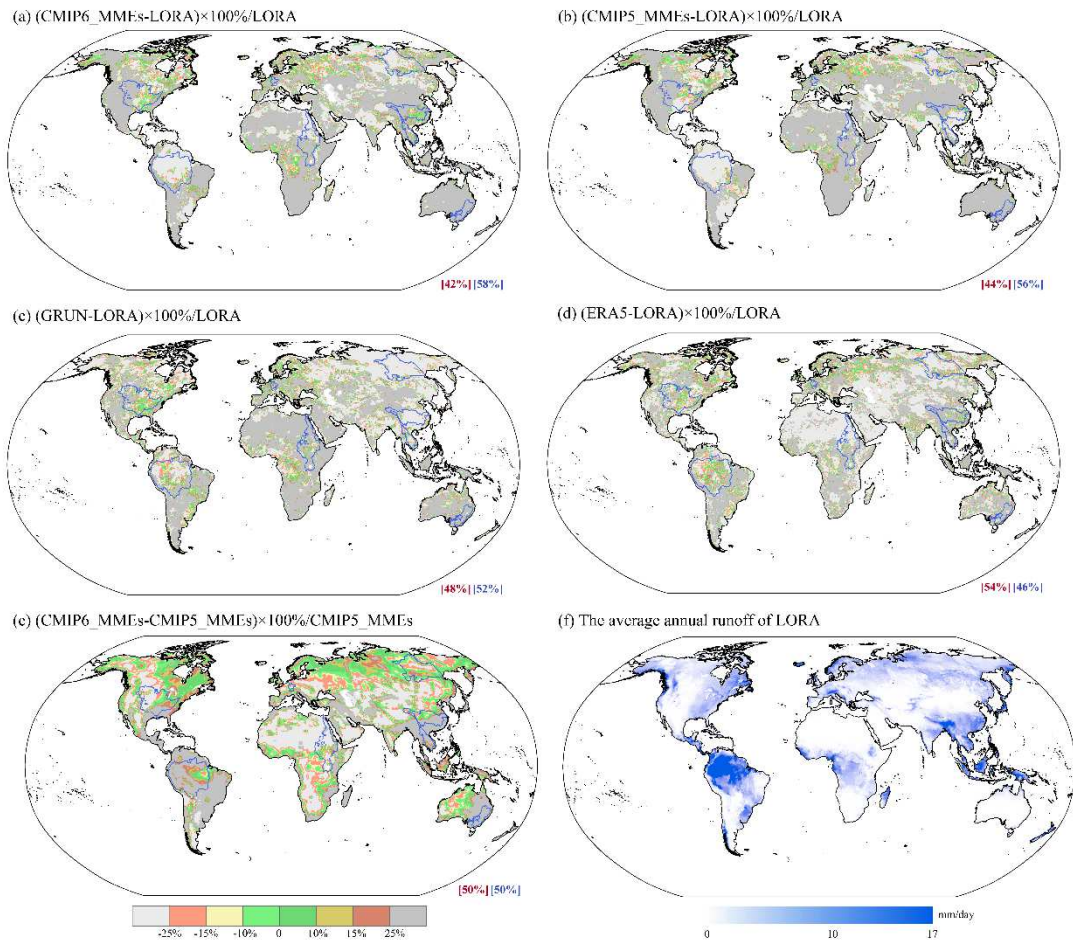 (a) (CMIP6_MMEs-LORA)×100%/LORA
(b) (CMIP5_MMEs-LORA)×100%/LORA
[42%] [58%]
[44%] [56%]
(c) (GRUN-LORA)×100%/LORA
(d) (ERA5-LORA)×100%/LORA
[48%] [52%]
[54%] [46%]
(e) (CMIP6_MMEs-CMIP5_MMEs)×100%/CMIP5_MMEs
(f) The average annual runoff of LORA
[50%] [50%]
-25% -15% -10% 0 10% 15% 25%
mm/day
0 10 17